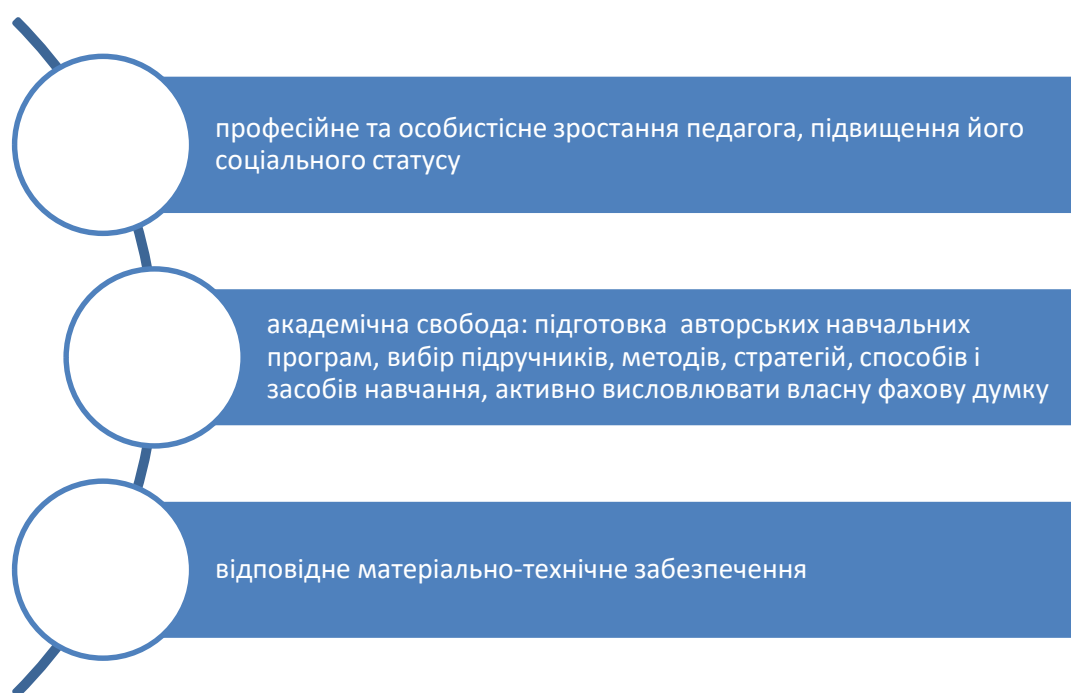 професійне та особистісне зростання педагога, підвищення його
соціального статусу
академічна свобода: підготовка  авторських навчальних
програм, вибір підручників, методів, стратегій, способів і
засобів навчання, активно висловлювати власну фахову думку
відповідне матеріально-технічне забезпечення